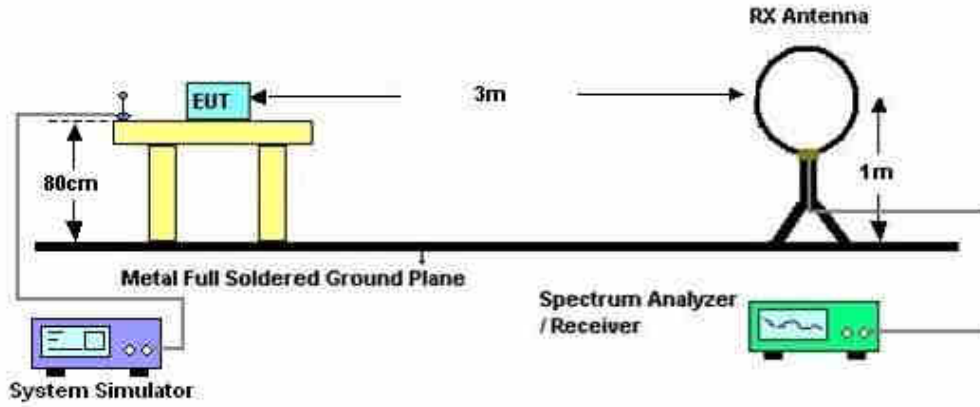 RX Antenna
EUT
3m
80cm
1m
Metal Full Soldered Ground Plane
Spectrum Analyzer
/ Receiver
System Simulator